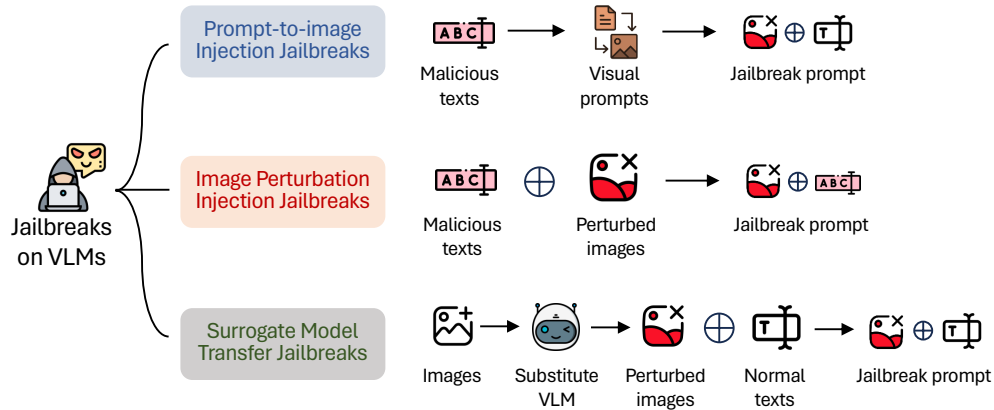 Prompt-to-image
Injection Jailbreaks
ABC
T
Malicious
texts
Visual
prompts
Jailbreak prompt
Jailbreaks
on VLMs
Image Perturbation
Injection Jailbreaks
ABC
ABC
Malicious
texts
Perturbed
images
Jailbreak prompt
Surrogate Model
Transfer Jailbreaks
T
T
Images
Substitute
VLM
Perturbed
images
Normal
texts
Jailbreak prompt